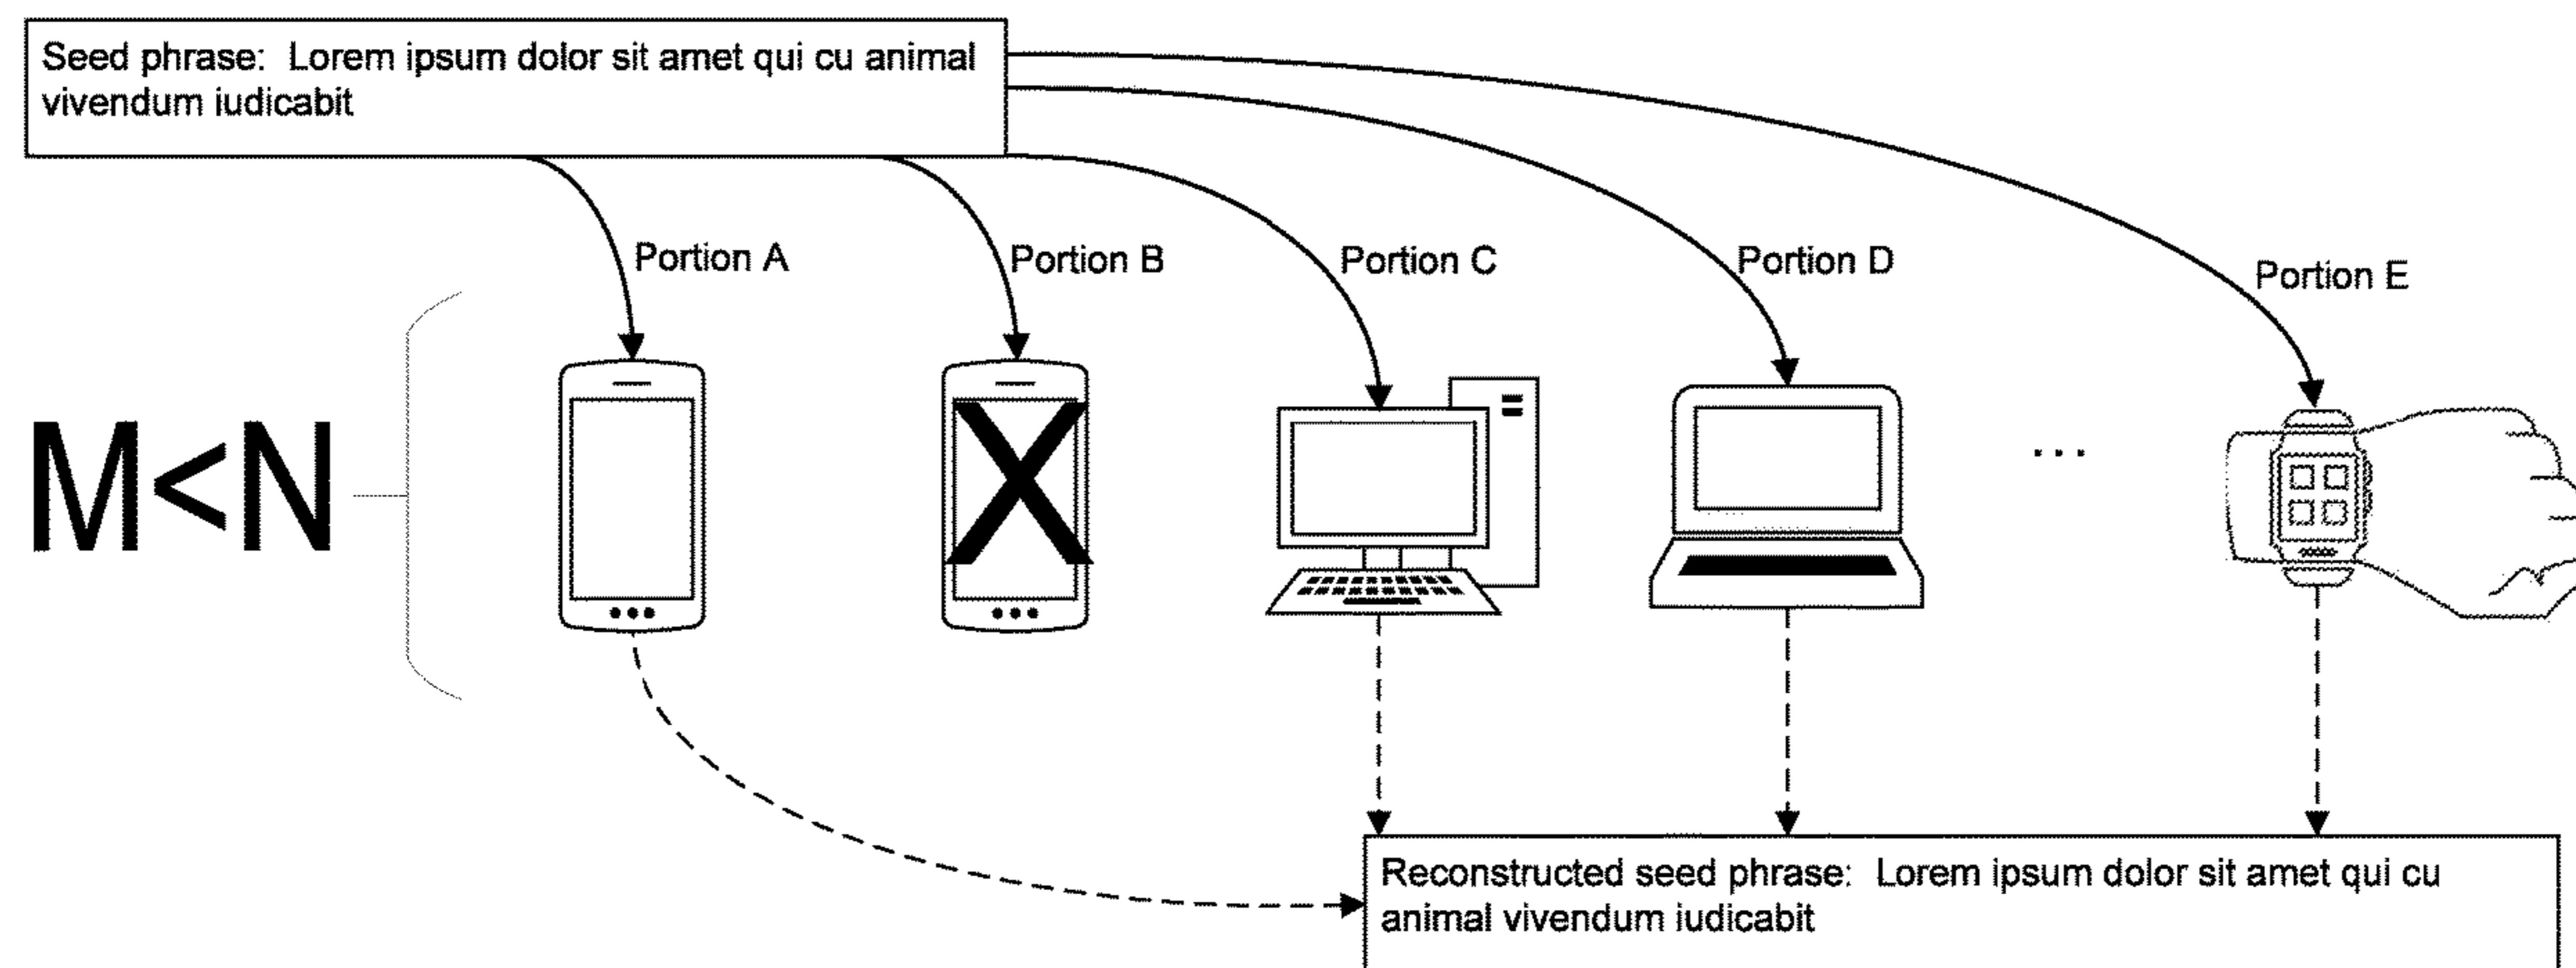 Seed phrase: Lorem ipsum dolor sit amet qui cu animal
vivendum iudicabit
Portion A
Portion B
Portion C
Portion D
Portion E
M<N
X
...
Reconstructed seed phrase: Lorem ipsum dolor sit amet qui cu
animal vivendum iudicabit